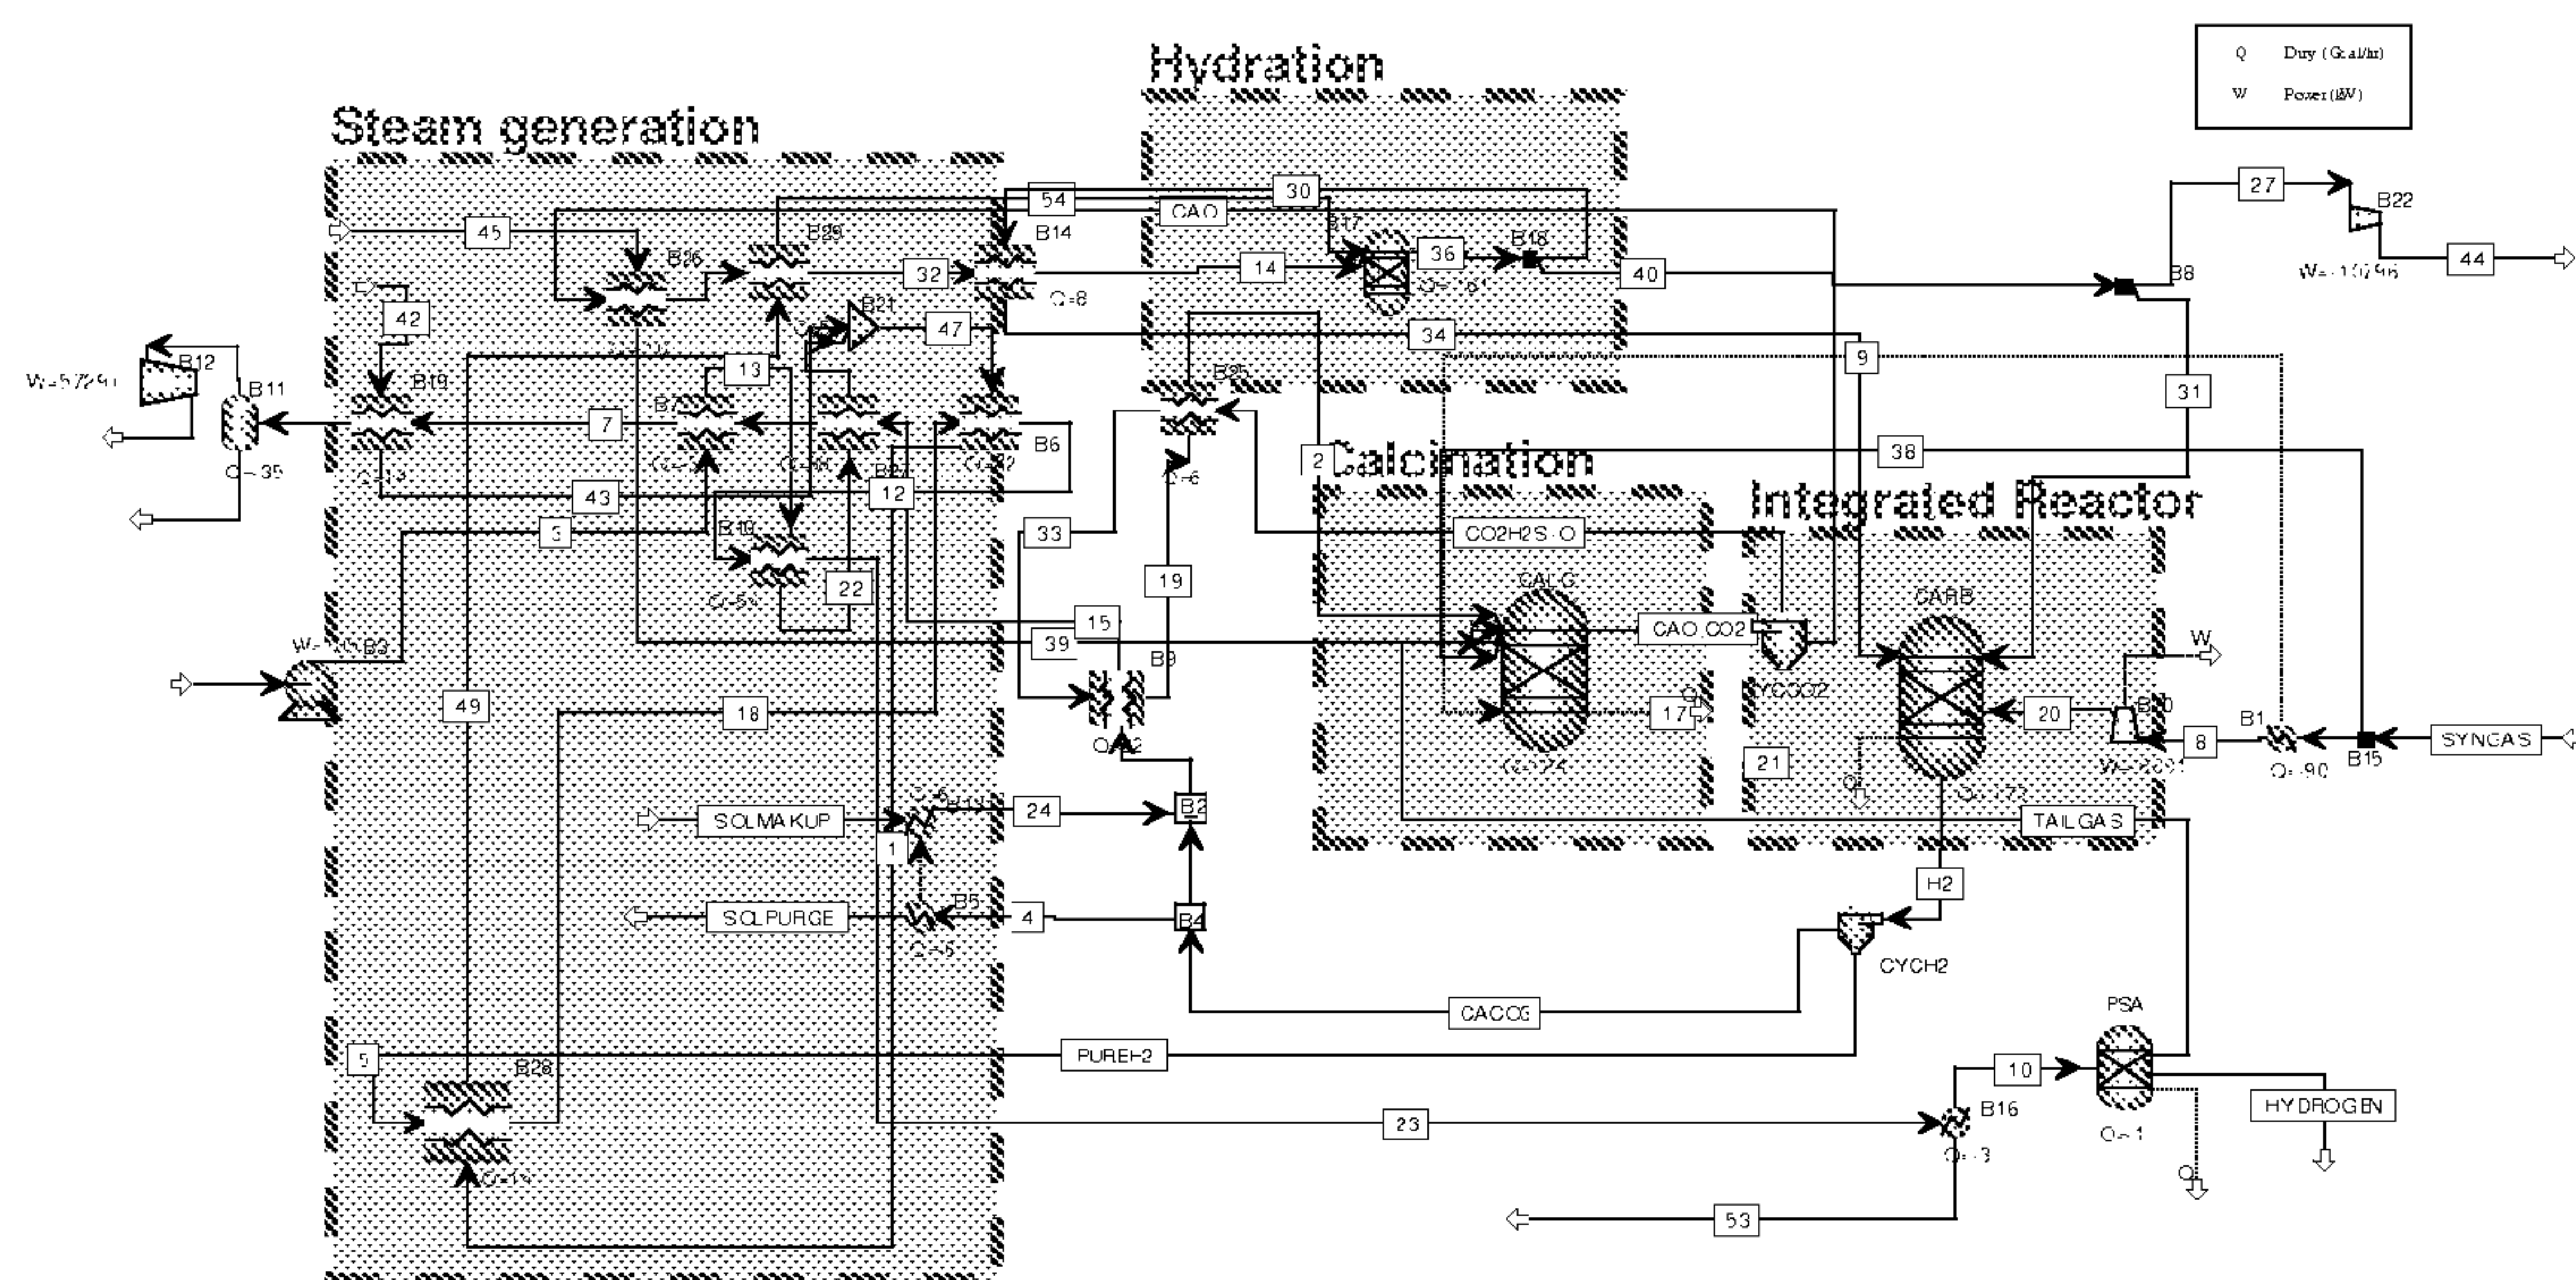 Q Duty (Gcal/hr)
W Power (kW)
Hydration
Steam generation
Calcination
Integrated Reactor
27
B22
44
30
54
CAO
B17
45
B29
B14
36
B18
B26
32
14
40
B8
Q=8
42
B21
47
34
9
13
B12
B19
B25
31
B11
B7
7
B6
2
38
Q=-35
43
12
3
B10
33
CO2H2S-O
19
22
CALC
CARB
15
CAO.CO2
39
B3
B9
W
49
18
17
20
B1
8
SYNGAS
B15
Q=-90
21
SOLMAKUP
24
B2
TAILGAS
1
H2
SOLPURGE
B5
4
B4
CYCH2
CACO3
PSA
5
PUREH2
B28
10
HYDROGEN
23
B16
Q=-3
Q=-1
Q
53